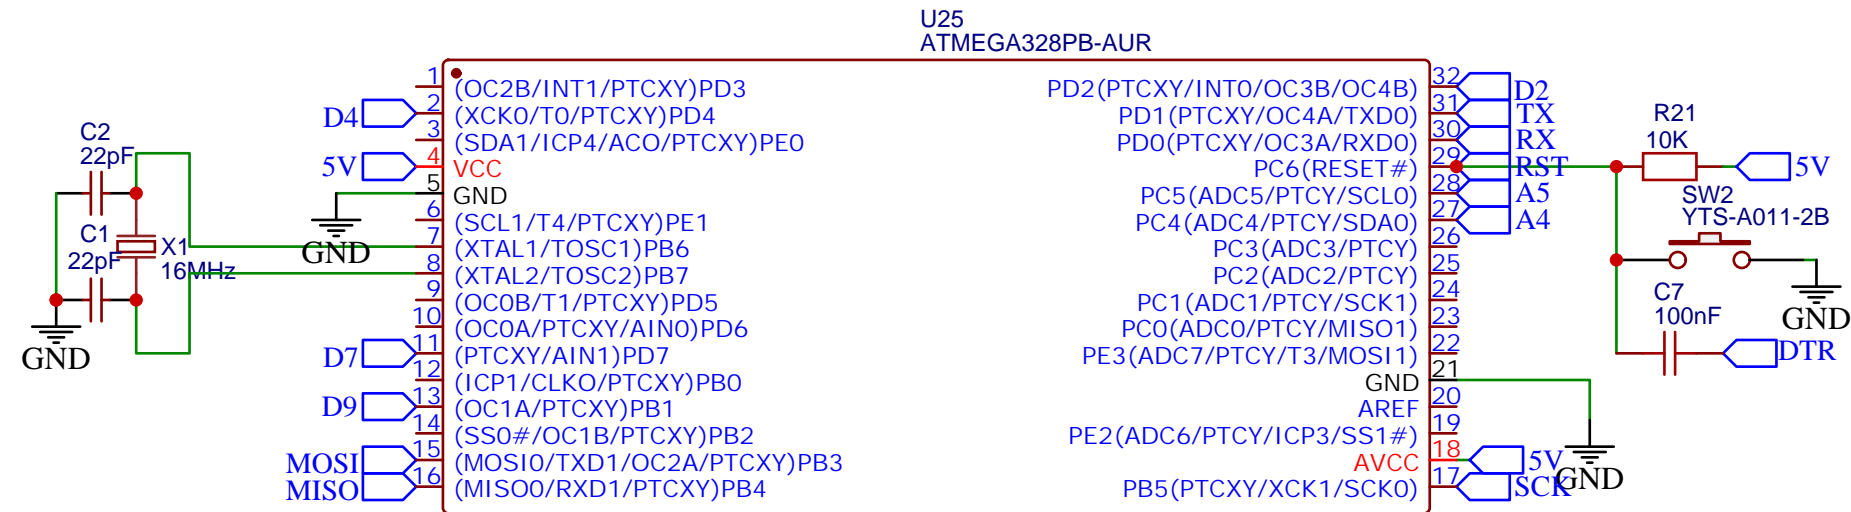 U25
ATMEGA328PB-AUR
1
(OC2B/INT1/PTCXY)PD3
D4
2
(XCK0/T0/PTCXY)PD4
3
(SDA1/ICP4/ACO/PTCXY)PE0
5V
4
VCC
5
GND
GND
6
(SCL1/T4/PTCXY)PE1
7
(XTAL1/TOSC1)PB6
8
(XTAL2/TOSC2)PB7
9
(OC0B/T1/PTCXY)PD5
10
(OC0A/PTCXY/AIN0)PD6
D7
11
(PTCXY/AIN1)PD7
12
(ICP1/CLKO/PTCXY)PB0
D9
13
(OC1A/PTCXY)PB1
14
(SS0#/OC1B/PTCXY)PB2
MOSI
15
(MOSI0/TXD1/OC2A/PTCXY)PB3
MISO
16
(MISO0/RXD1/PTCXY)PB4
C2
22pF
C1
22pF
X1
16MHz
GND
PD2(PTCXY/INT0/OC3B/OC4B)
32
D2
PD1(PTCXY/OC4A/TXD0)
31
TX
PD0(PTCXY/OC3A/RXD0)
30
RX
PC6(RESET#)
29
RST
PC5(ADC5/PTCY/SCL0)
28
A5
PC4(ADC4/PTCY/SDA0)
27
A4
PC3(ADC3/PTCY)
26
PC2(ADC2/PTCY)
25
PC1(ADC1/PTCY/SCK1)
24
PC0(ADC0/PTCY/MISO1)
23
PE3(ADC7/PTCY/T3/MOSI1)
22
GND
21
AREF
20
PE2(ADC6/PTCY/ICP3/SS1#)
19
AVCC
18
5V
PB5(PTCXY/XCK1/SCK0)
17
SCK
GND
R21
10K
5V
SW2
YTS-A011-2B
GND
C7
100nF
DTR